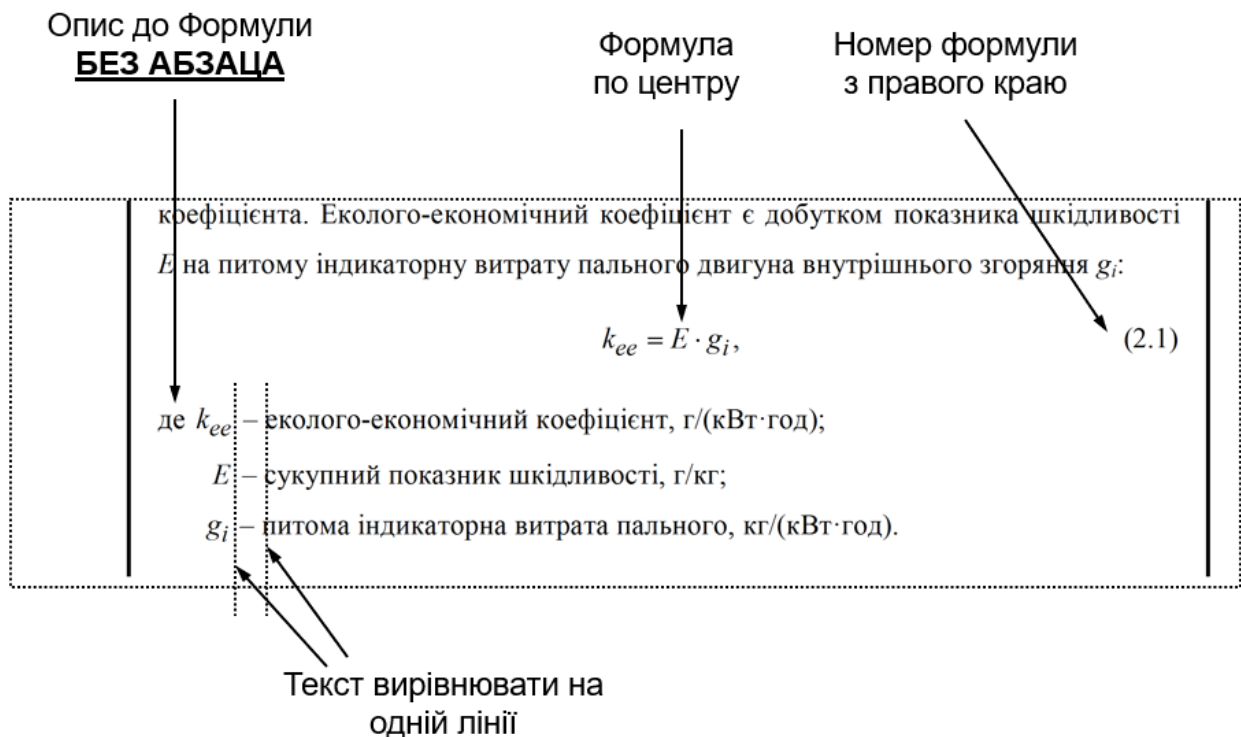 Опис до Формули
БЕЗ АБЗАЦА
Формула
по центру
Номер формули
з правого краю
коефіцієнта. Еколого-економічний коефіцієнт є добутком показника шкідливості
E на питому індикаторну витрату пального двигуна внутрішнього згоряння gi:
kee = E · gi,
(2.1)
де kee – еколого-економічний коефіцієнт, г/(кВт·год);
E – сукупний показник шкідливості, г/кг;
gi – питома індикаторна витрата пального, кг/(кВт·год).
Текст вирівнювати на
одній лінії